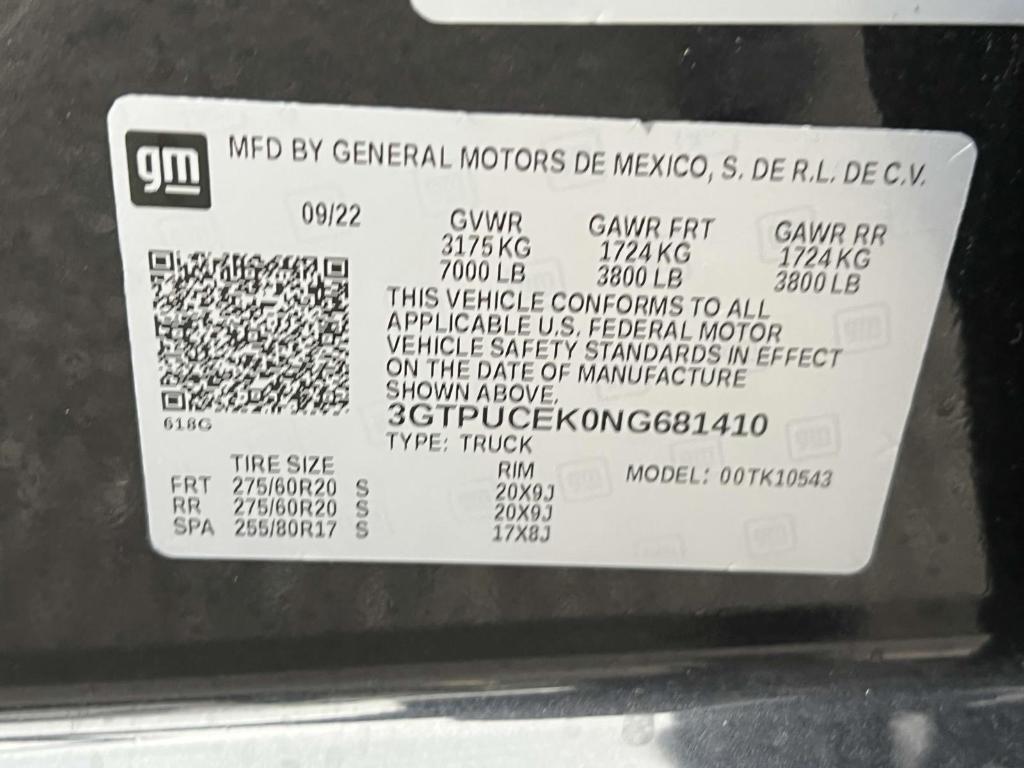 gm
MFD BY GENERAL MOTORS DE MEXICO, S. DE R.L. DE C.V.
09/22 GVWR GAWR FRT GAWR RR
3175 KG 1724 KG 1724 KG
7000 LB 3800 LB 3800 LB
THIS VEHICLE CONFORMS TO ALL
APPLICABLE U.S. FEDERAL MOTOR
VEHICLE SAFETY STANDARDS IN EFFECT
ON THE DATE OF MANUFACTURE
SHOWN ABOVE.
618G
3GTPUCEK0NG681410
TYPE: TRUCK
TIRE SIZE RIM MODEL: 00TK10543
FRT 275/60R20 S 20X9J
RR 275/60R20 S 20X9J
SPA 255/80R17 S 17X8J